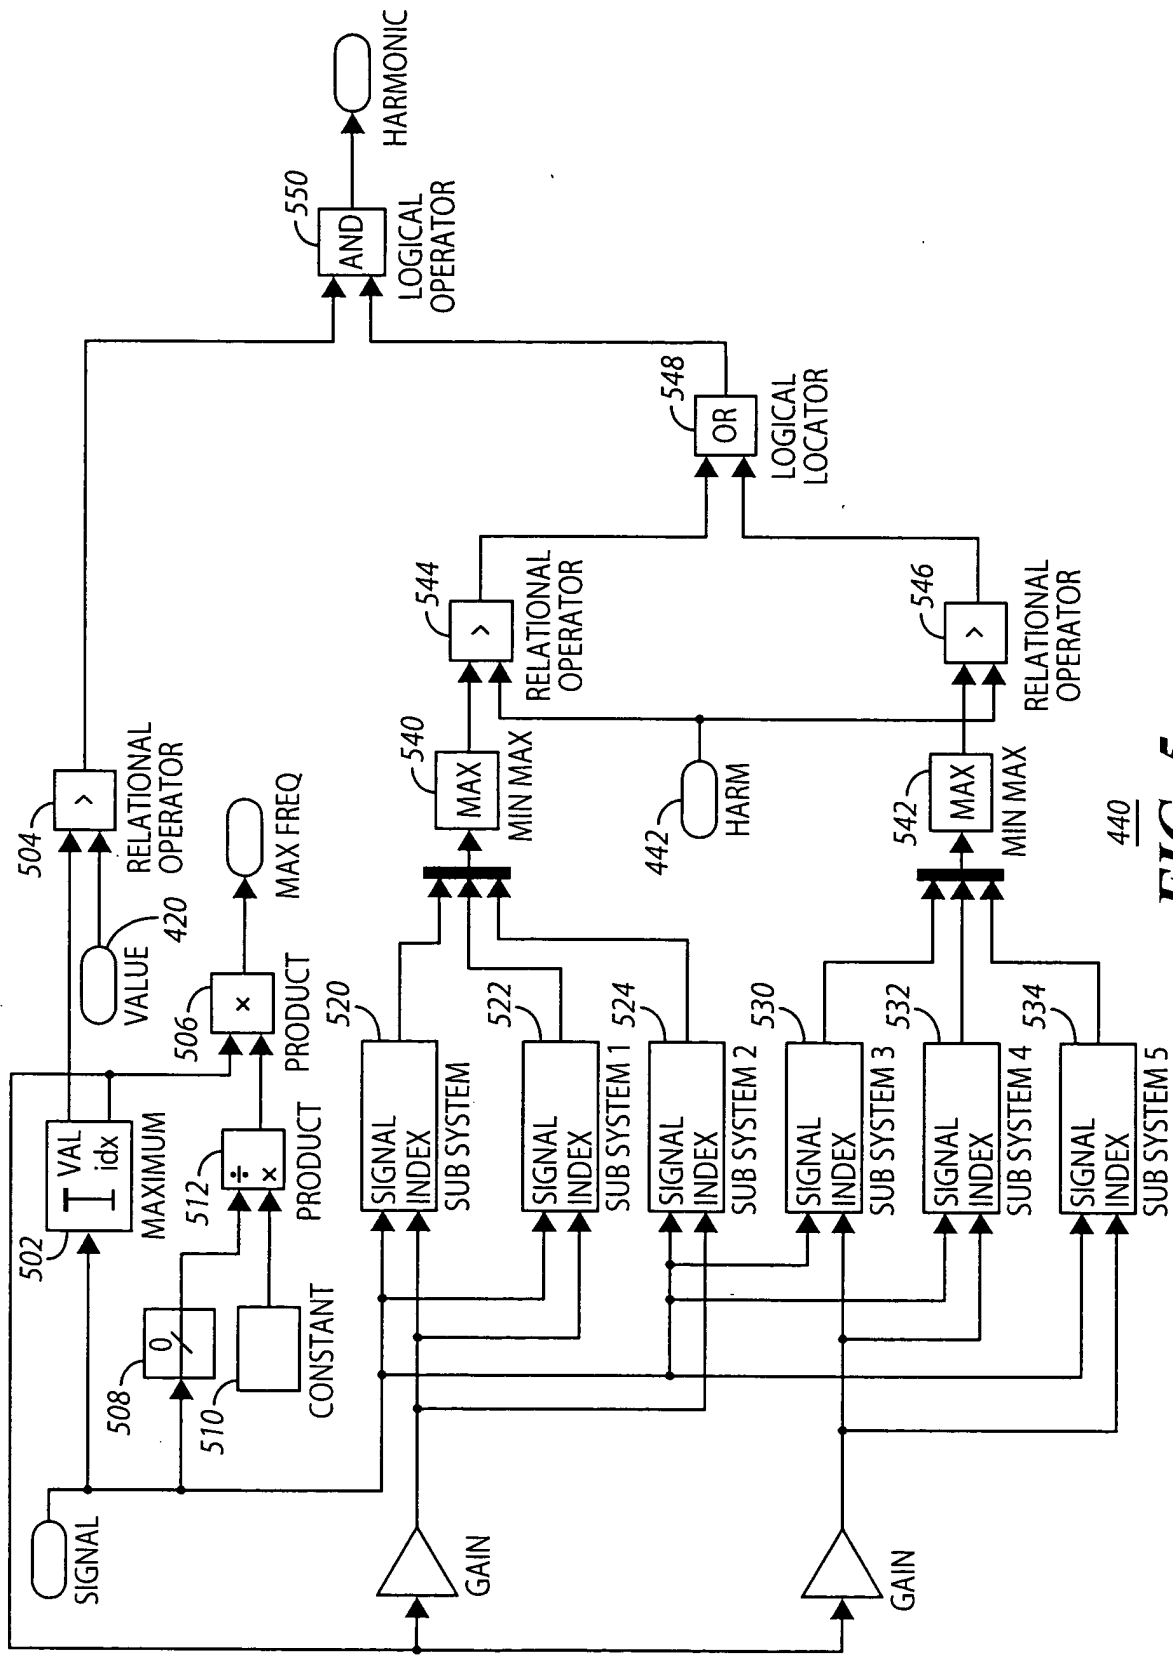 SIGNAL
502
VAL
idx
MAXIMUM
504
>
RELATIONAL
OPERATOR
VALUE
420
508
0
510
CONSTANT
512
÷
×
PRODUCT
506
×
PRODUCT
MAX FREQ
GAIN
GAIN
520
SIGNAL
INDEX
SUB SYSTEM
522
SIGNAL
INDEX
SUB SYSTEM 1
524
SIGNAL
INDEX
SUB SYSTEM 2
530
SIGNAL
INDEX
SUB SYSTEM 3
532
SIGNAL
INDEX
SUB SYSTEM 4
534
SIGNAL
INDEX
SUB SYSTEM 5
540
MAX
MIN MAX
442
HARM
542
MAX
MIN MAX
544
>
RELATIONAL
OPERATOR
546
>
RELATIONAL
OPERATOR
548
OR
LOGICAL
LOCATOR
550
AND
LOGICAL
OPERATOR
HARMONIC
440
FIG. 5